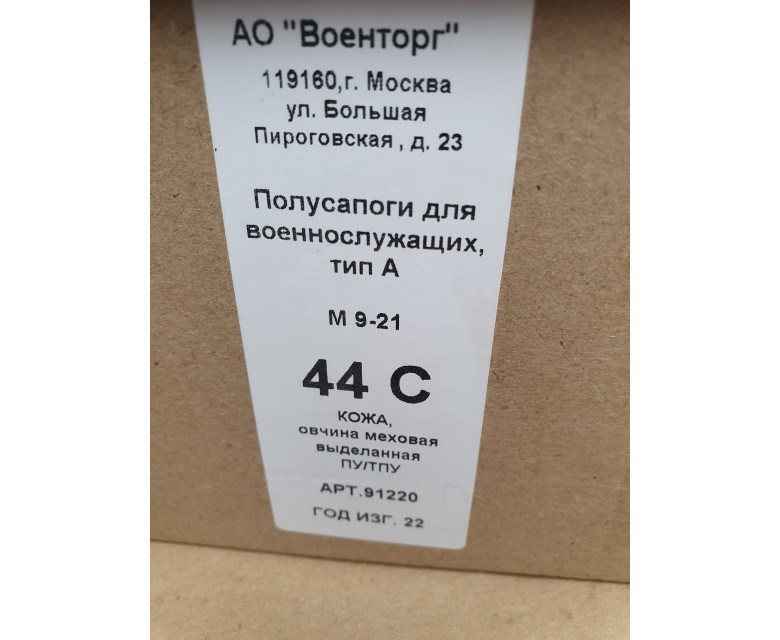 АО "Военторг"
119160,г. Москва
ул. Большая
Пироговская , д. 23
Полусапоги для
военнослужащих,
тип А
М 9-21
44 С
КОЖА,
овчина меховая
выделанная
ПУ/ТПУ
АРТ.91220
ГОД ИЗГ. 22